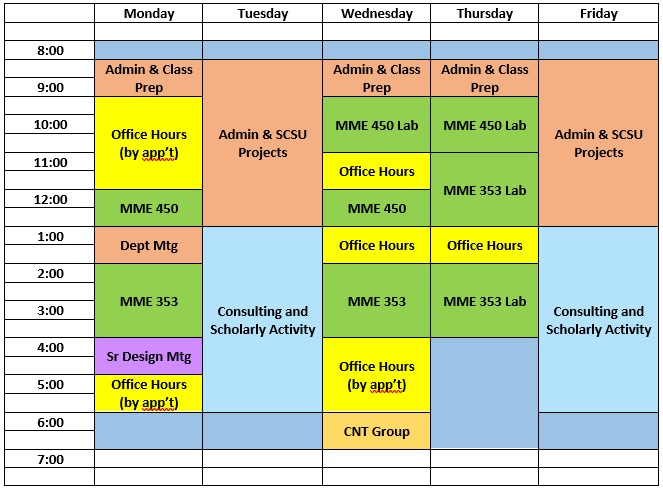 Monday Tuesday Wednesday Thursday Friday
8:00
Admin & Class Prep
Admin & Class Prep
Admin & Class Prep
9:00
10:00
Office Hours
(by app't)
Admin & SCSU
Projects
MME 450 Lab
MME 450 Lab
Admin & SCSU
Projects
11:00
Office Hours
MME 353 Lab
12:00
MME 450
MME 450
1:00
Dept Mtg
Office Hours
Office Hours
2:00
MME 353
Consulting and
Scholarly Activity
MME 353
MME 353 Lab
Consulting and
Scholarly Activity
3:00
4:00
Sr Design Mtg
Office Hours
(by app't)
5:00
Office Hours
(by app't)
6:00
CNT Group
7:00